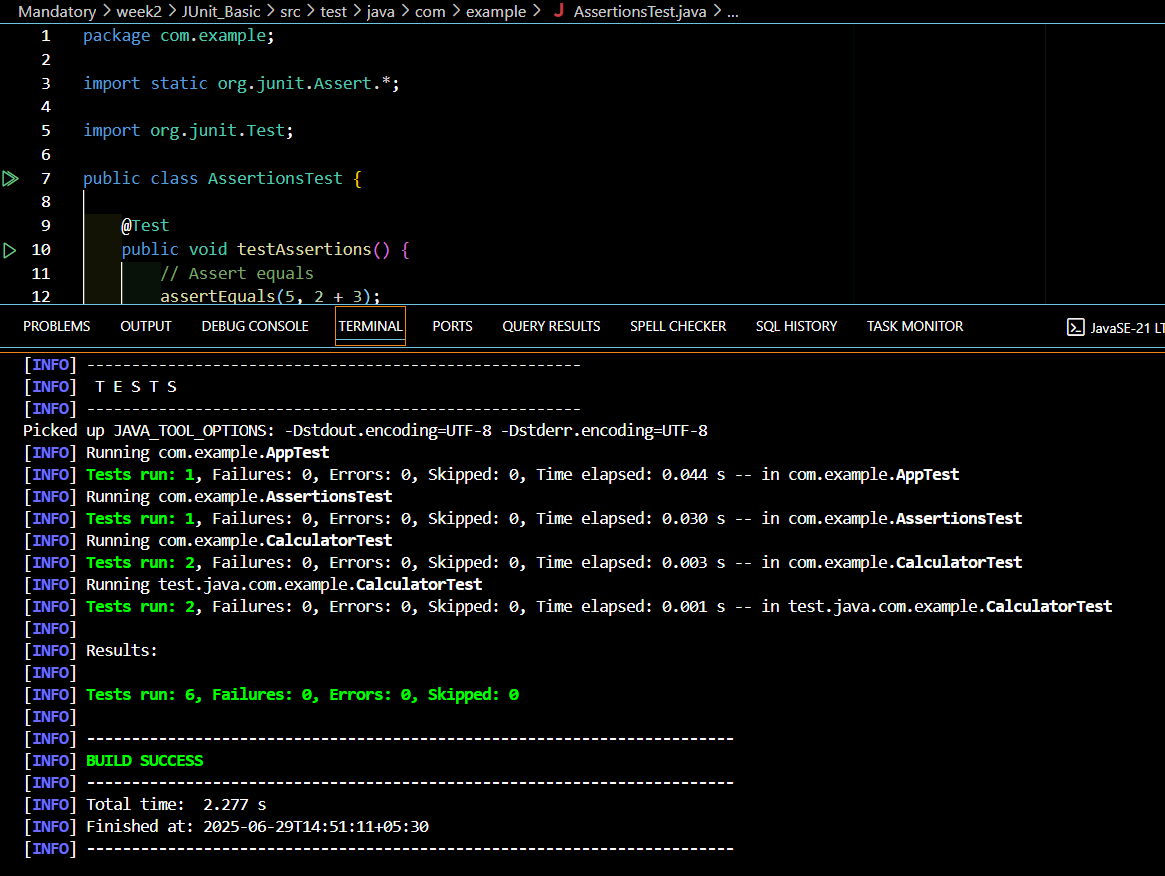 Mandatory > week2 > JUnit_Basic > src > test > java > com > example > J AssertionsTest.java > ...
1 package com.example;
2
3 import static org.junit.Assert.*;
4
5 import org.junit.Test;
6
7 public class AssertionsTest {
8
9 @Test
10 public void testAssertions() {
11 // Assert equals
12 assertEquals(5, 2 + 3);
PROBLEMS OUTPUT DEBUG CONSOLE TERMINAL PORTS QUERY RESULTS SPELL CHECKER SQL HISTORY TASK MONITOR JavaSE-21 LT
[INFO] -------------------------------------------------------
[INFO]  T E S T S
[INFO] -------------------------------------------------------
Picked up JAVA_TOOL_OPTIONS: -Dstdout.encoding=UTF-8 -Dstderr.encoding=UTF-8
[INFO] Running com.example.AppTest
[INFO] Tests run: 1, Failures: 0, Errors: 0, Skipped: 0, Time elapsed: 0.044 s -- in com.example.AppTest
[INFO] Running com.example.AssertionsTest
[INFO] Tests run: 1, Failures: 0, Errors: 0, Skipped: 0, Time elapsed: 0.030 s -- in com.example.AssertionsTest
[INFO] Running com.example.CalculatorTest
[INFO] Tests run: 2, Failures: 0, Errors: 0, Skipped: 0, Time elapsed: 0.003 s -- in com.example.CalculatorTest
[INFO] Running test.java.com.example.CalculatorTest
[INFO] Tests run: 2, Failures: 0, Errors: 0, Skipped: 0, Time elapsed: 0.001 s -- in test.java.com.example.CalculatorTest
[INFO]
[INFO] Results:
[INFO]
[INFO] Tests run: 6, Failures: 0, Errors: 0, Skipped: 0
[INFO]
[INFO] ------------------------------------------------------------------------
[INFO] BUILD SUCCESS
[INFO] ------------------------------------------------------------------------
[INFO] Total time:  2.277 s
[INFO] Finished at: 2025-06-29T14:51:11+05:30
[INFO] ------------------------------------------------------------------------